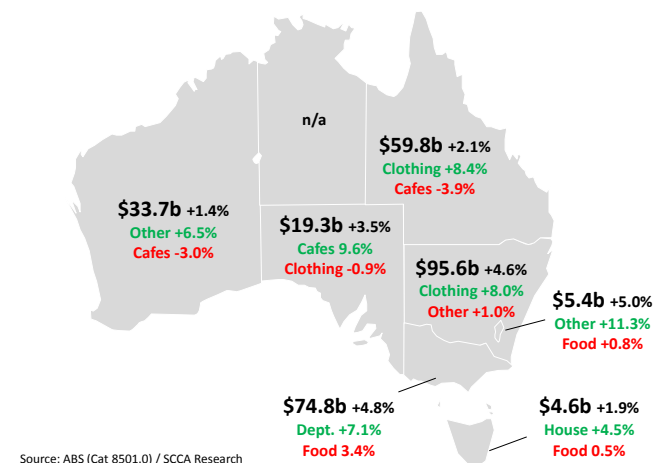 n/a
$59.8b +2.1%
Clothing +8.4%
Cafes -3.9%
$33.7b +1.4%
Other +6.5%
Cafes -3.0%
$19.3b +3.5%
Cafes 9.6%
Clothing -0.9%
$95.6b +4.6%
Clothing +8.0%
Other +1.0%
$5.4b +5.0%
Other +11.3%
Food +0.8%
$74.8b +4.8%
Dept. +7.1%
Food 3.4%
$4.6b +1.9%
House +4.5%
Food 0.5%
Source: ABS (Cat 8501.0) / SCCA Research